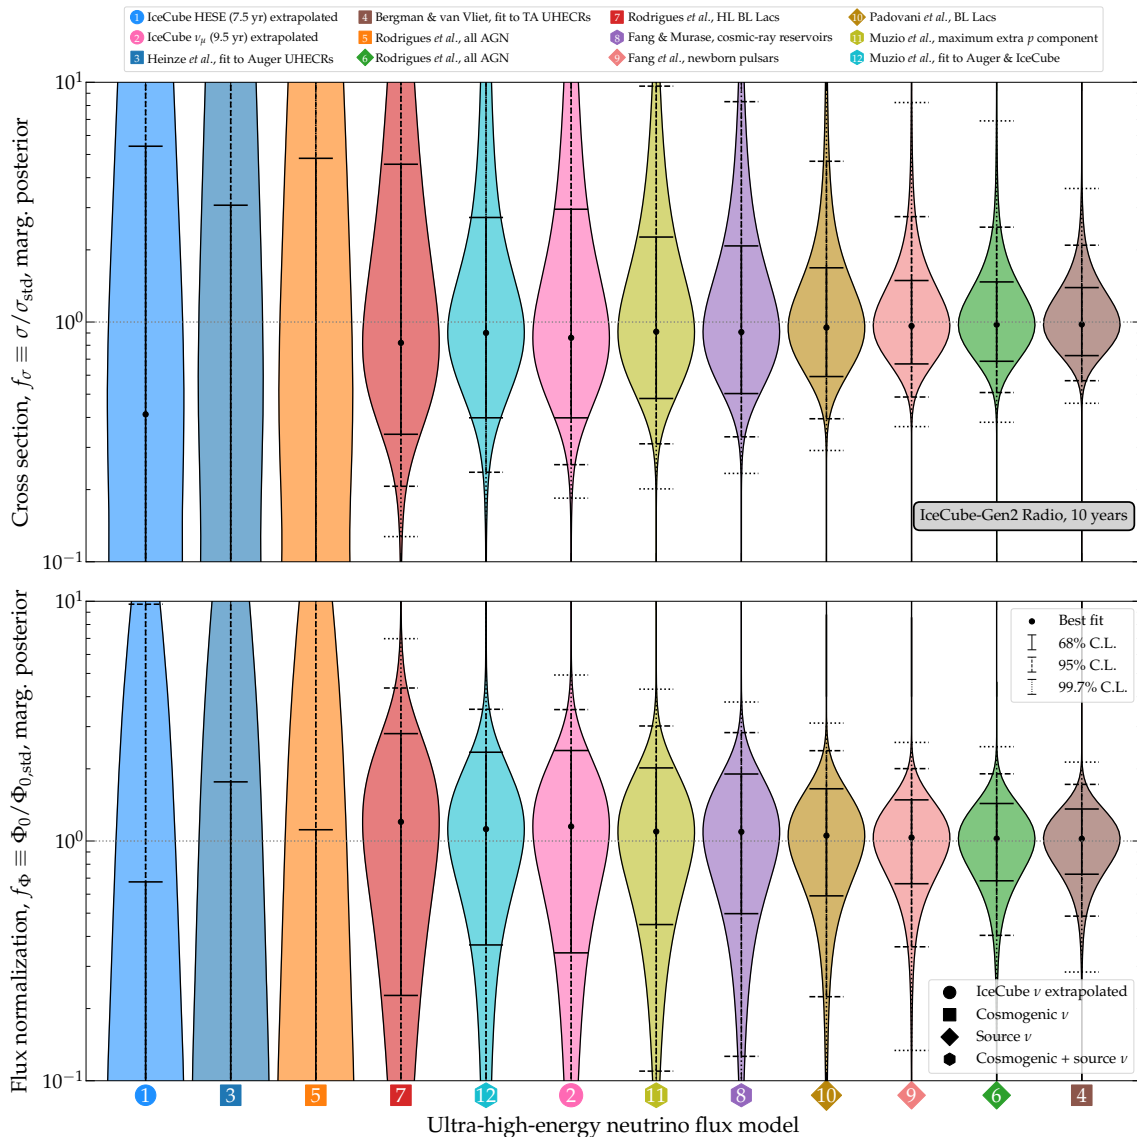 1 IceCube HESE (7.5 yr) extrapolated
2 IceCube νμ (9.5 yr) extrapolated
3 Heinze et al., fit to Auger UHECRs
4 Bergman & van Vliet, fit to TA UHECRs
5 Rodrigues et al., all AGN
6 Rodrigues et al., all AGN
7 Rodrigues et al., HL BL Lacs
8 Fang & Murase, cosmic-ray reservoirs
9 Fang et al., newborn pulsars
10 Padovani et al., BL Lacs
11 Muzio et al., maximum extra p component
12 Muzio et al., fit to Auger & IceCube
Cross section, fσ ≡ σ/σstd, marg. posterior
10¹
10⁰
10⁻¹
IceCube-Gen2 Radio, 10 years
Flux normalization, fΦ ≡ Φ0/Φ0,std, marg. posterior
10¹
10⁰
10⁻¹
Best fit
68% C.L.
95% C.L.
99.7% C.L.
IceCube ν extrapolated
Cosmogenic ν
Source ν
Cosmogenic + source ν
1 3 5 7 12 2 11 8 10 9 6 4
Ultra-high-energy neutrino flux model